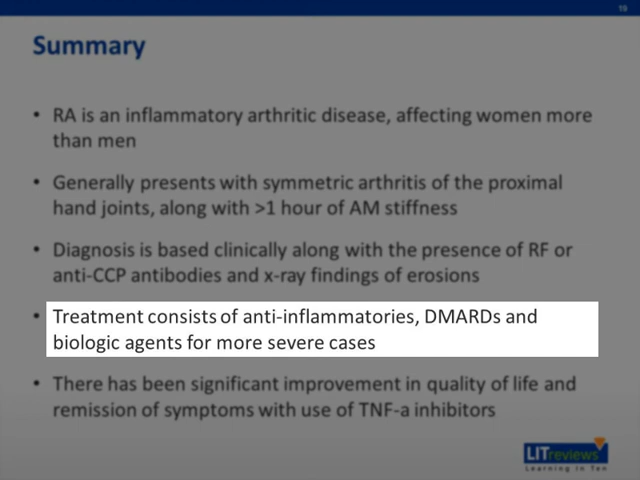 19
Summary
• RA is an inflammatory arthritic disease, affecting women more
than men
• Generally presents with symmetric arthritis of the proximal
hand joints, along with >1 hour of AM stiffness
• Diagnosis is based clinically along with the presence of RF or
anti-CCP antibodies and x-ray findings of erosions
• Treatment consists of anti-inflammatories, DMARDs and
biologic agents for more severe cases
• There has been significant improvement in quality of life and
remission of symptoms with use of TNF-a inhibitors
LITreviews
Learning in Ten